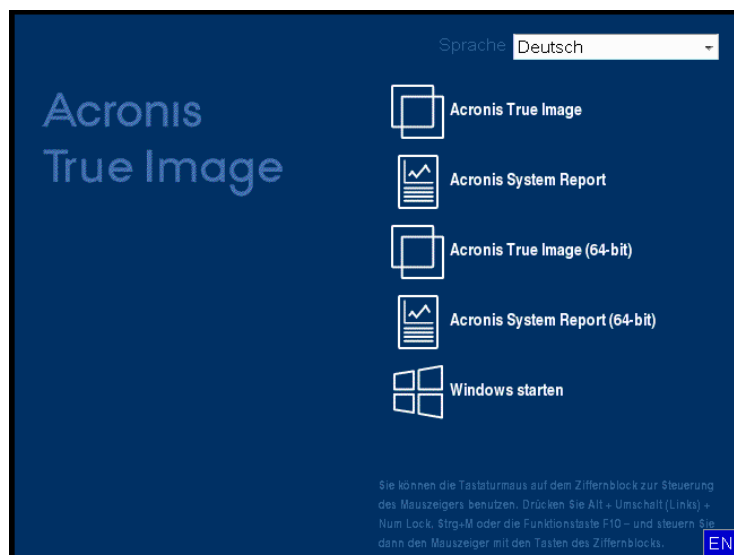 Sprache Deutsch
Acronis
True Image
Acronis True Image
Acronis System Report
Acronis True Image (64-bit)
Acronis System Report (64-bit)
Windows starten
Sie können die Tastaturmaus auf dem Ziffernblock zur Steuerung
des Mauszeigers benutzen. Drücken Sie Alt + Umschalt (Links) +
Num Lock. Strg+M oder die Funktionstaste F10 – und steuern Sie
dann den Mauszeiger mit den Tasten des Ziffernblocks.
EN